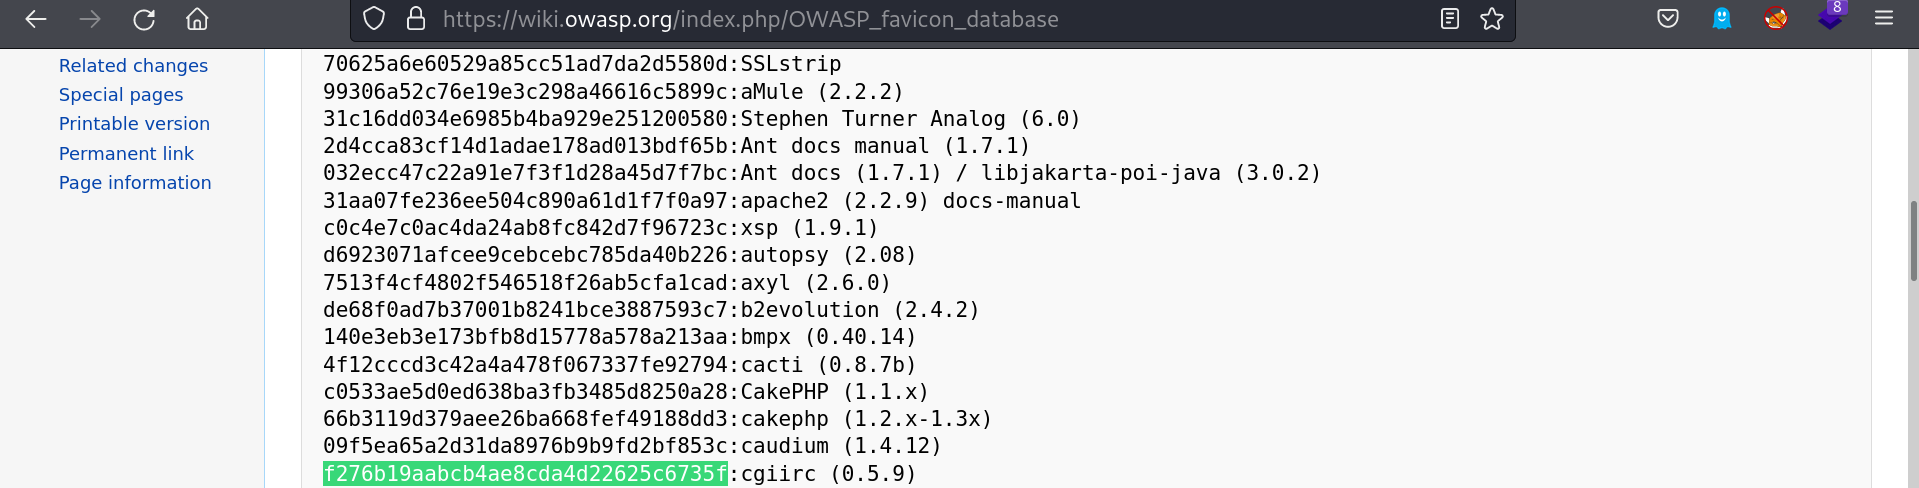 8
https://wiki.owasp.org/index.php/OWASP_favicon_database
Related changes
Special pages
Printable version
Permanent link
Page information
70625a6e60529a85cc51ad7da2d5580d:SSLstrip
99306a52c76e19e3c298a46616c5899c:aMule (2.2.2)
31c16dd034e6985b4ba929e251200580:Stephen Turner Analog (6.0)
2d4cca83cf14d1adae178ad013bdf65b:Ant docs manual (1.7.1)
032ecc47c22a91e7f3f1d28a45d7f7bc:Ant docs (1.7.1) / libjakarta-poi-java (3.0.2)
31aa07fe236ee504c890a61d1f7f0a97:apache2 (2.2.9) docs-manual
c0c4e7c0ac4da24ab8fc842d7f96723c:xsp (1.9.1)
d6923071afcee9cebcebc785da40b226:autopsy (2.08)
7513f4cf4802f546518f26ab5cfa1cad:axyl (2.6.0)
de68f0ad7b37001b8241bce3887593c7:b2evolution (2.4.2)
140e3eb3e173bfb8d15778a578a213aa:bmpx (0.40.14)
4f12cccd3c42a4a478f067337fe92794:cacti (0.8.7b)
c0533ae5d0ed638ba3fb3485d8250a28:CakePHP (1.1.x)
66b3119d379aee26ba668fef49188dd3:cakephp (1.2.x-1.3x)
09f5ea65a2d31da8976b9b9fd2bf853c:caudium (1.4.12)
f276b19aabcb4ae8cda4d22625c6735f:cgiirc (0.5.9)